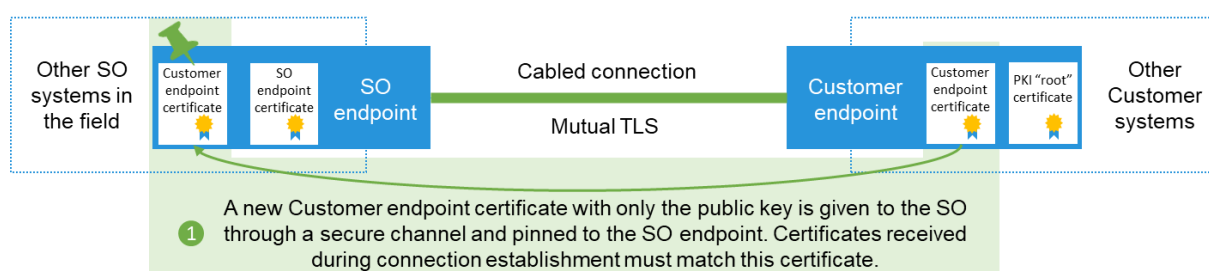 Other SO
systems in
the field
Customer
endpoint
certificate
SO
endpoint
certificate
SO
endpoint
Cabled connection
Mutual TLS
Customer
endpoint
Customer
endpoint
certificate
PKI “root”
certificate
Other
Customer
systems
1
A new Customer endpoint certificate with only the public key is given to the SO
through a secure channel and pinned to the SO endpoint. Certificates received
during connection establishment must match this certificate.